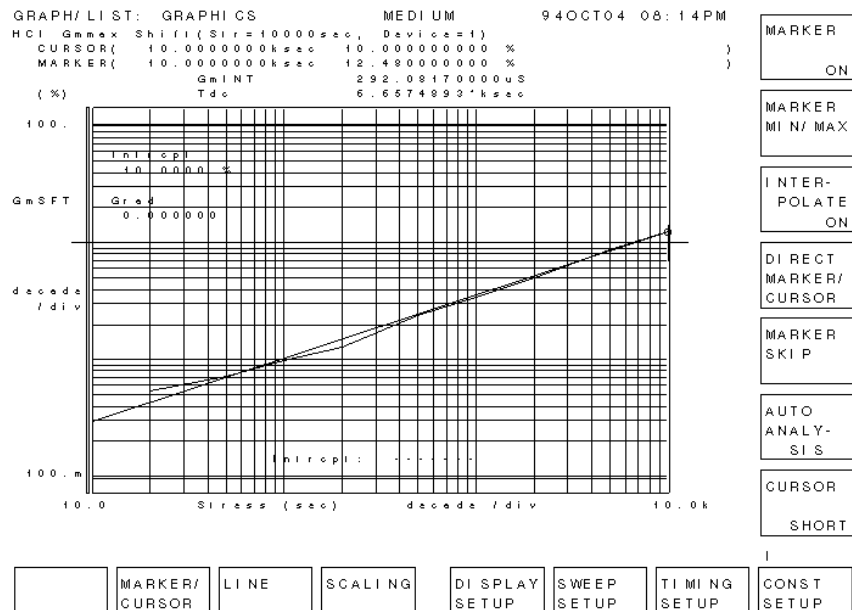 GRAPH/LIST: GRAPHICS MEDIUM 94OCT04 08:14PM
HCI Gmmax Shift(Str=10000sec, Device=1)
CURSOR( 10.0000000ksec 10.0000000000 % )
MARKER( 10.0000000ksec 12.4800000000 % )
GmINT 292.08170000uS
Tdc 6.6574893*ksec
(%)
100.
Intrcpt
10.0000 %
GmSFT
Grad
0.000000
decade
/div
Intrcpt: -------
100.m
10.0 Stress (sec) decade /div 10.0k
MARKER
ON
MARKER
MIN/MAX
INTER-
POLATE
ON
DIRECT
MARKER/
CURSOR
MARKER
SKIP
AUTO
ANALY-
SIS
CURSOR
SHORT
MARKER/
CURSOR
LINE
SCALING
DISPLAY
SETUP
SWEEP
SETUP
TIMING
SETUP
CONST
SETUP